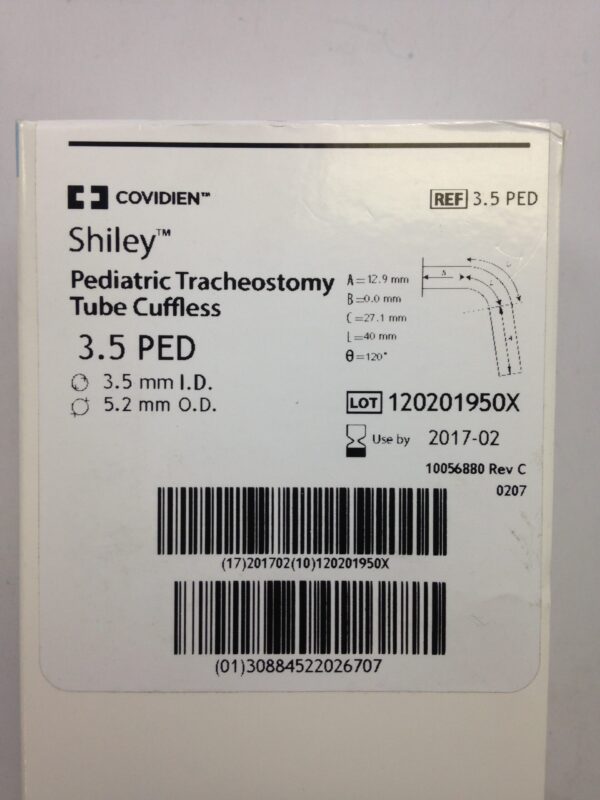 COVIDIEN™
REF 3.5 PED
Shiley™
Pediatric Tracheostomy
Tube Cuffless
3.5 PED
3.5 mm I.D.
5.2 mm O.D.
A=12.9 mm
B=0.0 mm
C=27.1 mm
L=40 mm
θ=120°
LOT 120201950X
Use by 2017-02
10056880 Rev C
0207
(17)201702(10)120201950X
(01)30884522026707